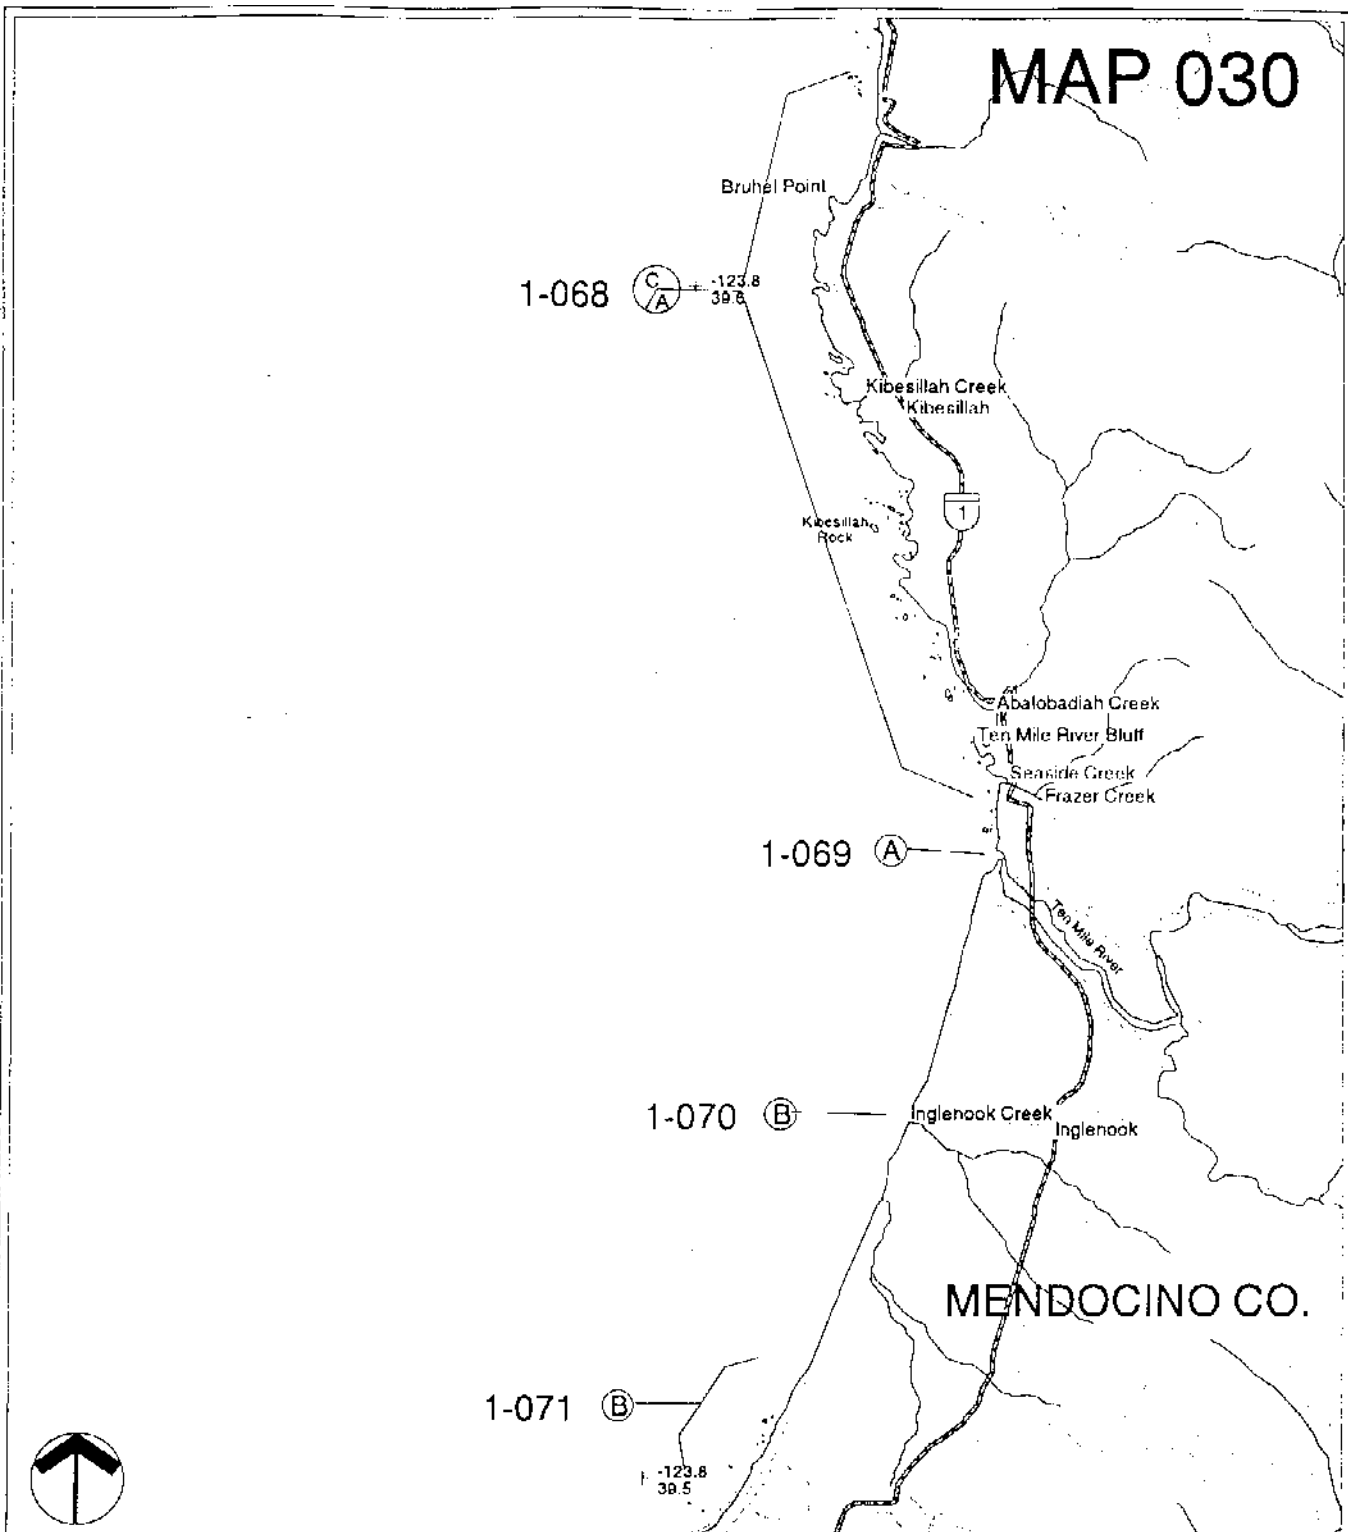 MAP 030
Bruhel Point
1-068
C
A
-123.8
39.6
Kibesillah Creek
Kibesillah
1
Kibesillah
Rock
Abalobadiah Creek
Ten Mile River Bluff
Seaside Creek
Frazer Creek
1-069 A
Ten Mile River
1-070 B
Inglenook Creek
Inglenook
MENDOCINO CO.
1-071 B
-123.8
39.5